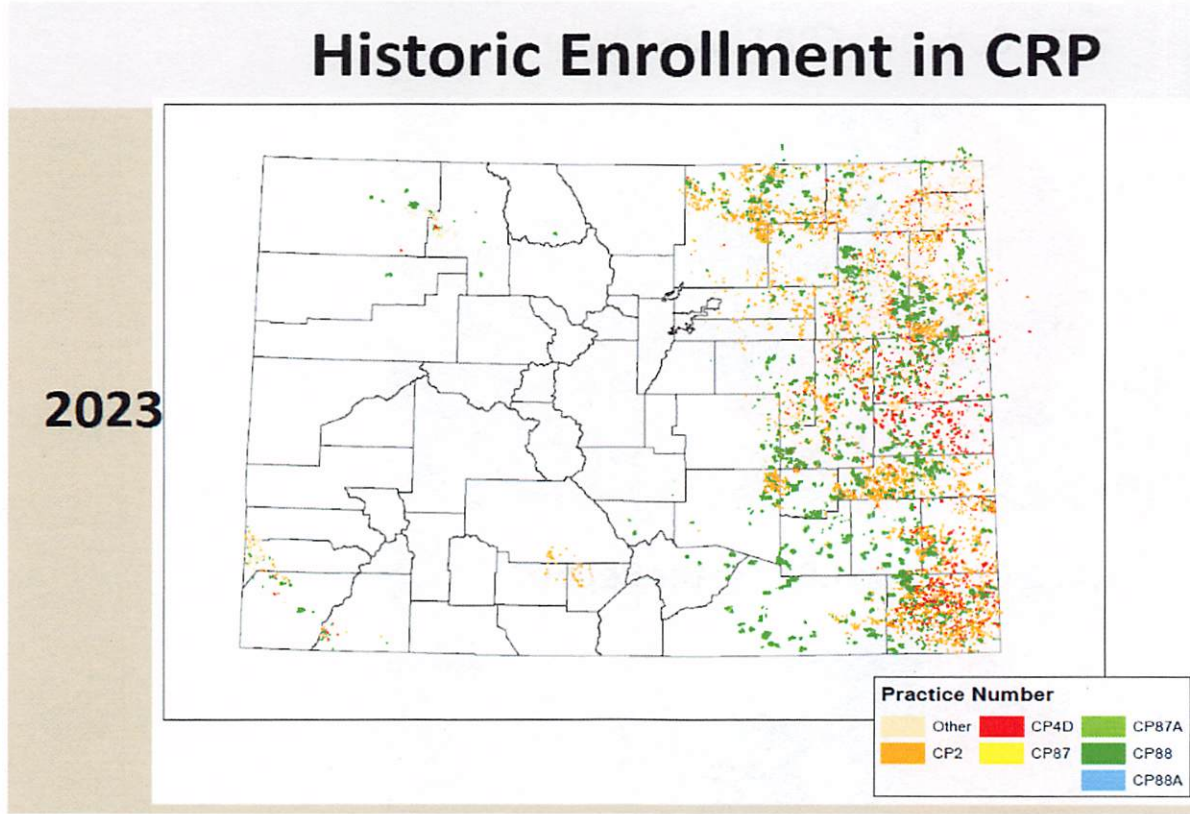 Historic Enrollment in CRP
2023
Practice Number
Other CP4D CP87A
CP2 CP87 CP88
CP88A